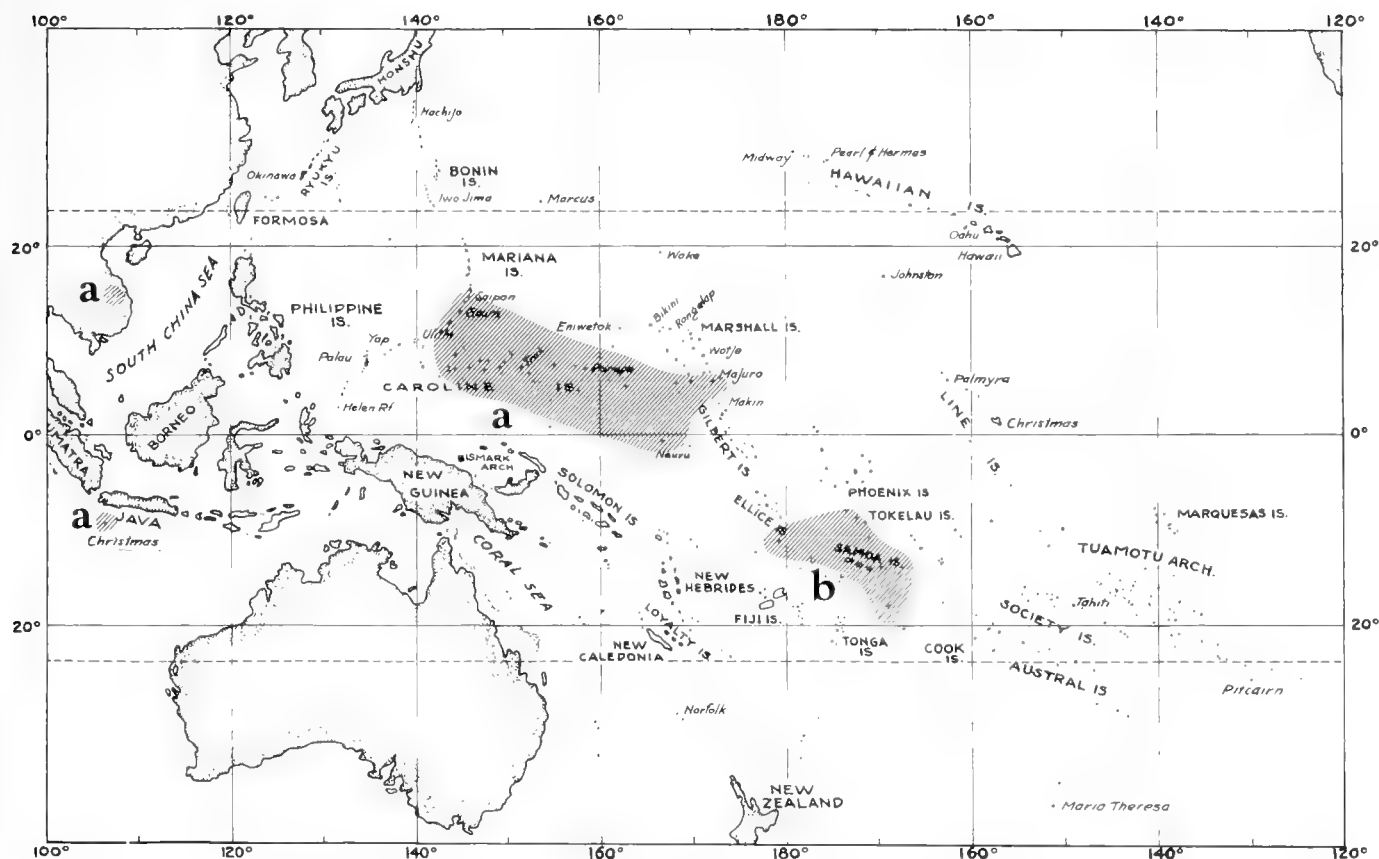 100° 120° 140° 160° 180° 160° 140° 120°
HONSHU
Hachijo
Okinawa
RYUKYU
IS.
BONIN
IS.
Iwo Jima
Marcus
FORMOSA
Midway
Pearl & Hermes
HAWAIIAN
IS.
Oahu
Hawaii
20° 20°
MARIANA
IS.
Wake
Johnston
a
SOUTH CHINA SEA
PHILIPPINE
IS.
Saipan
Guam
Bikini
Rongelap
Eniwetok
MARSHALL IS.
Ulithi
Yap
Palau
Truk
Ponape
Wotje
Majuro
CAROLINE IS.
Palmyra
Helen Rf
a
Makin
LINE
IS
Christmas
GILBERT IS
BORNEO
0° 0°
UMATRA
Nauru
ISMARK
ARCH
NEW
GUINEA
SOLOMON IS
PHOENIX IS
ELLICE IS
TOKELAU IS.
MARQUESAS IS.
a
JAVA
Christmas
CORAL SEA
SAMOA IS.
TUAMOTU ARCH.
b
NEW
HEBRIDES
FIJI IS.
Tahiti
SOCIETY IS.
20° 20°
LOYALTY IS
NEW
CALEDONIA
TONGA
IS
COOK
IS.
AUSTRAL IS
Pitcairn
Norfolk
NEW
ZEALAND
Maria Theresa
100° 120° 140° 160° 180° 160° 140° 120°